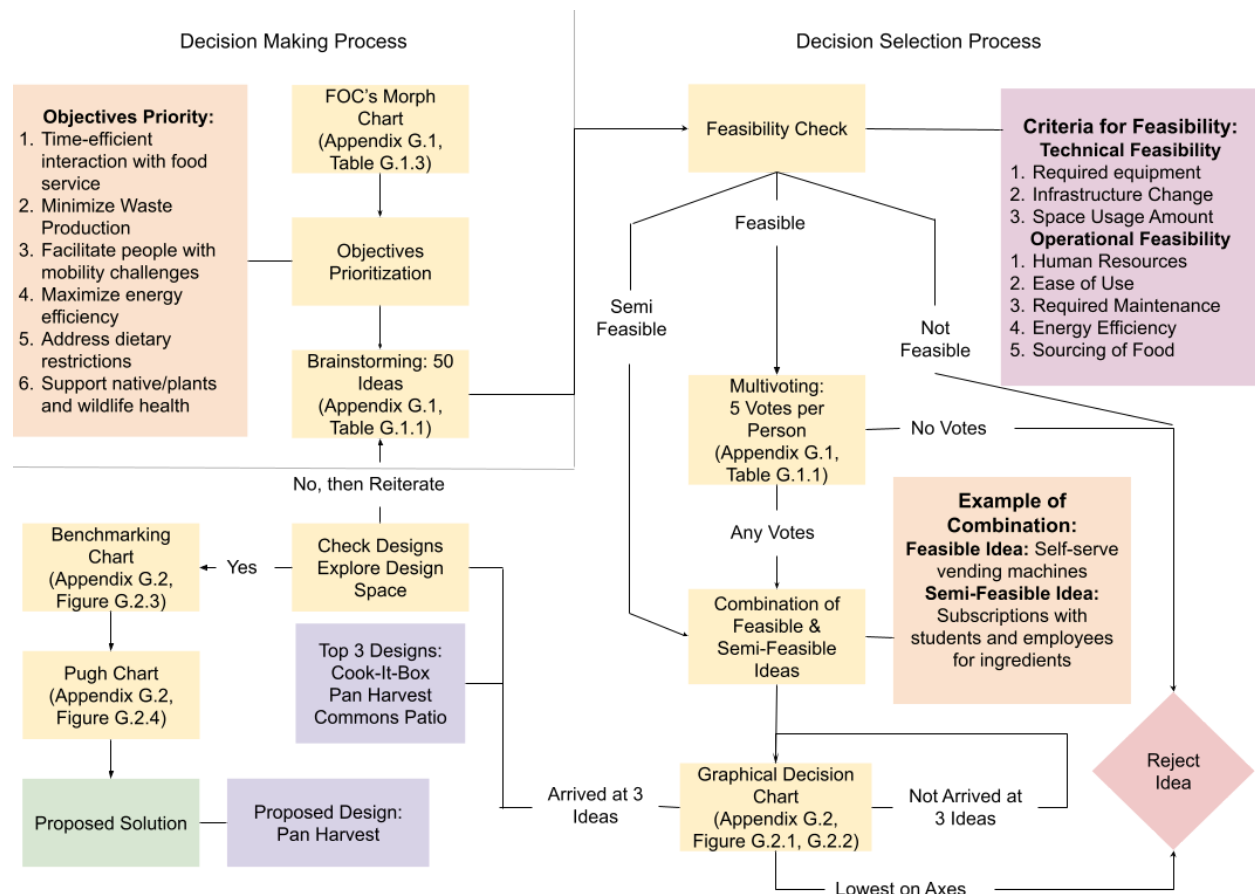 Decision Making Process
Decision Selection Process
Objectives Priority:
1. Time-efficient
interaction with food
service
2. Minimize Waste
Production
3. Facilitate people with
mobility challenges
4. Maximize energy
efficiency
5. Address dietary
restrictions
6. Support native/plants
and wildlife health
FOC's Morph
Chart
(Appendix G.1,
Table G.1.3)
Objectives
Prioritization
Brainstorming: 50
Ideas
(Appendix G.1,
Table G.1.1)
Feasibility Check
Criteria for Feasibility:
Technical Feasibility
1. Required equipment
2. Infrastructure Change
3. Space Usage Amount
Operational Feasibility
1. Human Resources
2. Ease of Use
3. Required Maintenance
4. Energy Efficiency
5. Sourcing of Food
Feasible
Semi
Feasible
Not
Feasible
Multivoting:
5 Votes per
Person
(Appendix G.1,
Table G.1.1)
No Votes
Any Votes
Example of
Combination:
Feasible Idea: Self-serve
vending machines
Semi-Feasible Idea:
Subscriptions with
students and employees
for ingredients
Combination of
Feasible &
Semi-Feasible
Ideas
Graphical Decision
Chart
(Appendix G.2,
Figure G.2.1, G.2.2)
Not Arrived at
3 Ideas
Reject
Idea
Lowest on Axes
Arrived at 3
Ideas
No, then Reiterate
Check Designs
Explore Design
Space
Top 3 Designs:
Cook-It-Box
Pan Harvest
Commons Patio
Yes
Benchmarking
Chart
(Appendix G.2,
Figure G.2.3)
Pugh Chart
(Appendix G.2,
Figure G.2.4)
Proposed Solution
Proposed Design:
Pan Harvest